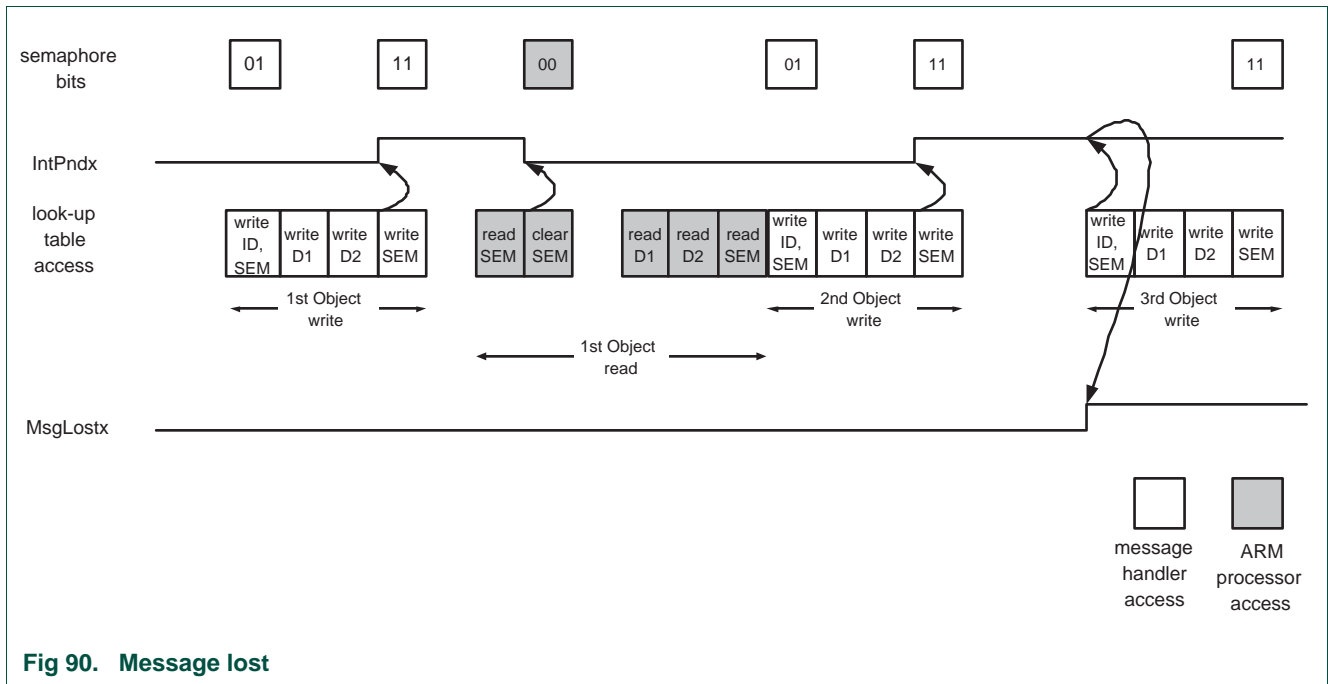 semaphore
bits
01
11
00
01
11
11
IntPndx
look-up
table
access
write
ID,
SEM
write
D1
write
D2
write
SEM
read
SEM
clear
SEM
read
D1
read
D2
read
SEM
write
ID,
SEM
write
D1
write
D2
write
SEM
write
ID,
SEM
write
D1
write
D2
write
SEM
1st Object
write
2nd Object
write
3rd Object
write
1st Object
read
MsgLostx
message
handler
access
ARM
processor
access
Fig 90. Message lost